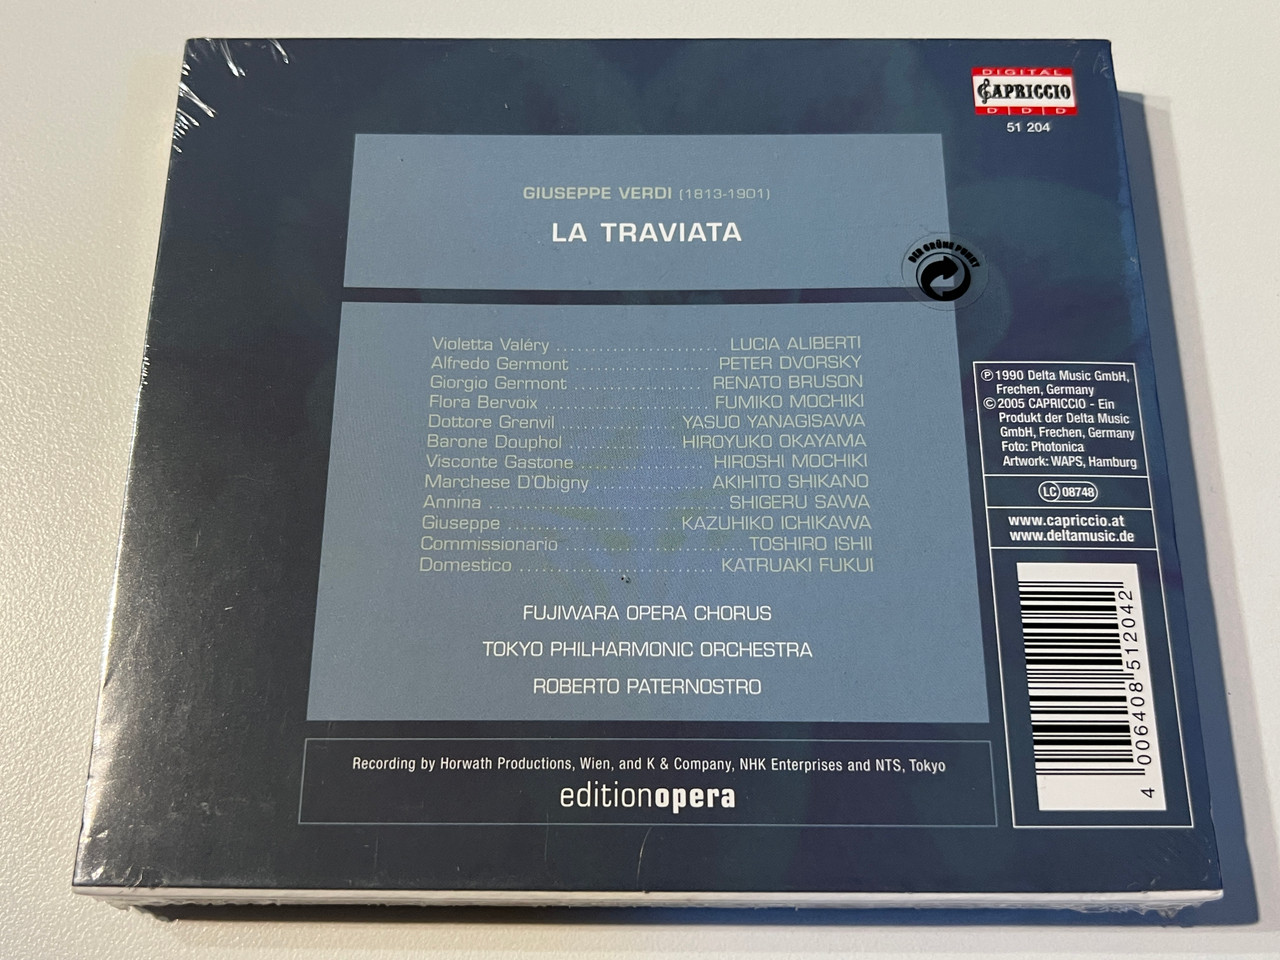 DIGITAL
CAPRICCIO
D D D
51 204
GIUSEPPE VERDI (1813-1901)
LA TRAVIATA
DER GRÜNE PUNKT
Violetta Valéry ........................ LUCIA ALIBERTI
Alfredo Germont ................... PETER DVORSKY
Giorgio Germont ................... RENATO BRUSON
Flora Bervoix ........................ FUMIKO MOCHIKI
Dottore Grenvil .................. YASUO YANAGISAWA
Barone Douphol ................. HIROYUKO OKAYAMA
Visconte Gastone ................... HIROSHI MOCHIKI
Marchese D'Obigny ................ AKIHITO SHIKANO
Annina ................................... SHIGERU SAWA
Giuseppe ........................ KAZUHIKO ICHIKAWA
Commissionario .......................... TOSHIRO ISHII
Domestico ............................ KATRUAKI FUKUI
FUJIWARA OPERA CHORUS
TOKYO PHILHARMONIC ORCHESTRA
ROBERTO PATERNOSTRO
Recording by Horwath Productions, Wien, and K & Company, NHK Enterprises and NTS, Tokyo
editionopera
℗ 1990 Delta Music GmbH,
Frechen, Germany
© 2005 CAPRICCIO - Ein
Produkt der Delta Music
GmbH, Frechen, Germany
Foto: Photonica
Artwork: WAPS, Hamburg
LC 08748
www.capriccio.at
www.deltamusic.de
4 006408 512042